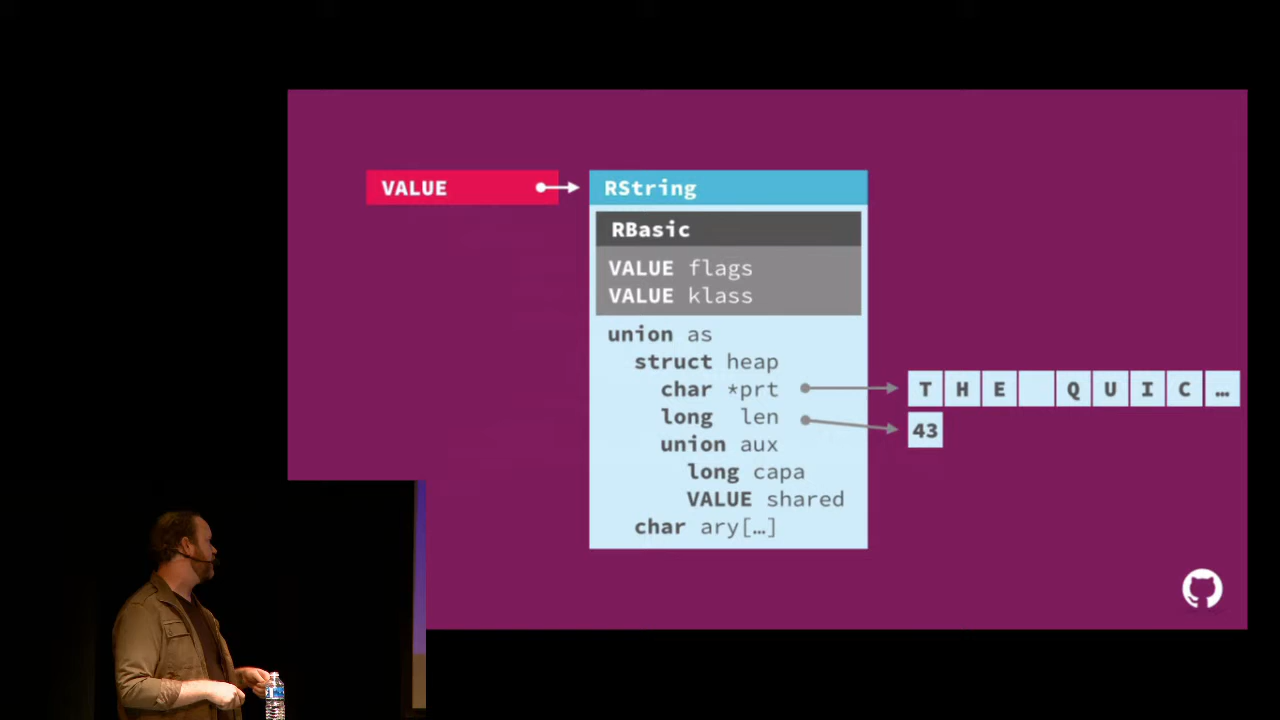 VALUE
RString
RBasic
VALUE flags
VALUE klass
union as
struct heap
char *prt
T H E Q U I C …
long len
43
union aux
long capa
VALUE shared
char ary[…]